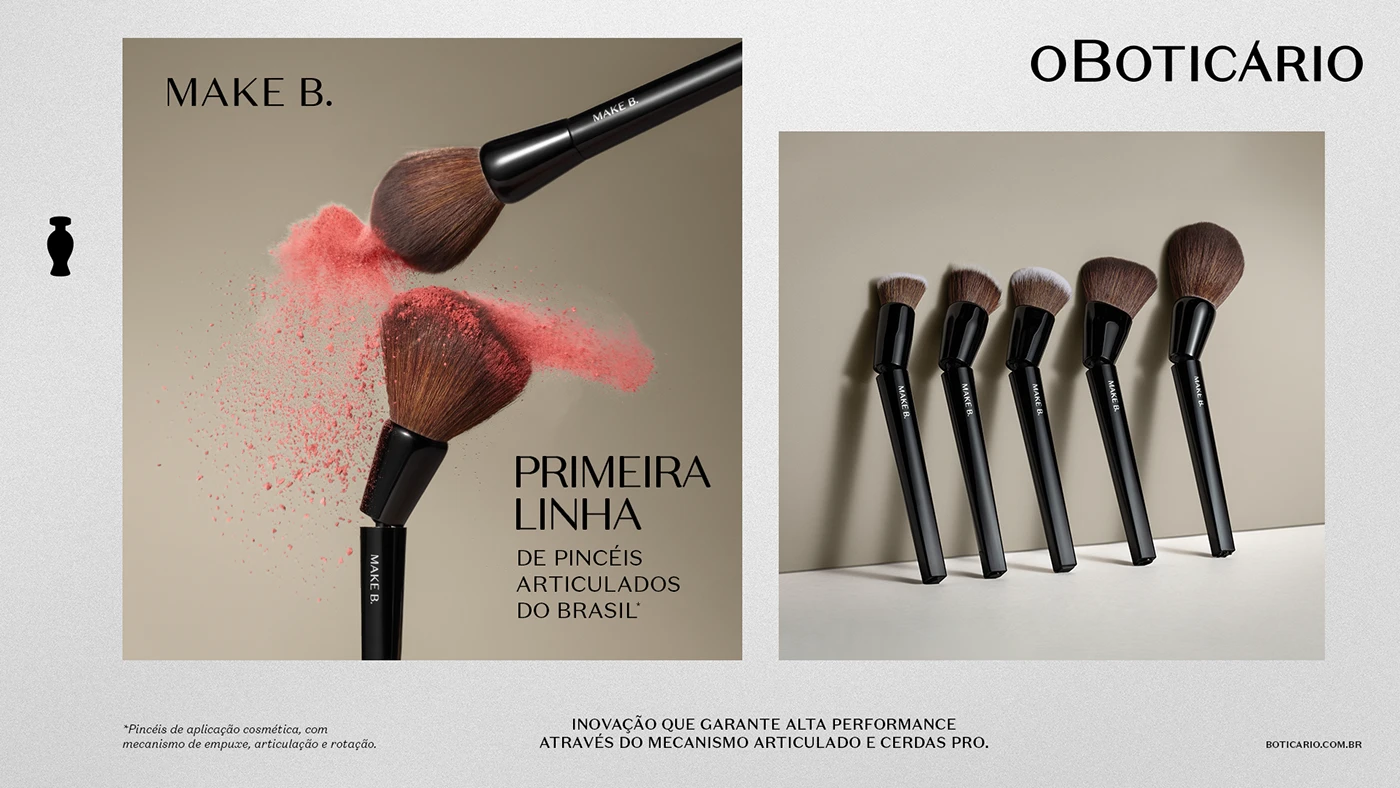 MAKE B.
MAKE B.
MAKE B.
PRIMEIRA
LINHA
DE PINCÉIS
ARTICULADOS
DO BRASIL*
oBOTICÁRIO
MAKE B.
MAKE B.
MAKE B.
MAKE B.
MAKE B.
*Pincéis de aplicação cosmética, com
mecanismo de empuxe, articulação e rotação.
INOVAÇÃO QUE GARANTE ALTA PERFORMANCE
ATRAVÉS DO MECANISMO ARTICULADO E CERDAS PRO.
BOTICARIO.COM.BR